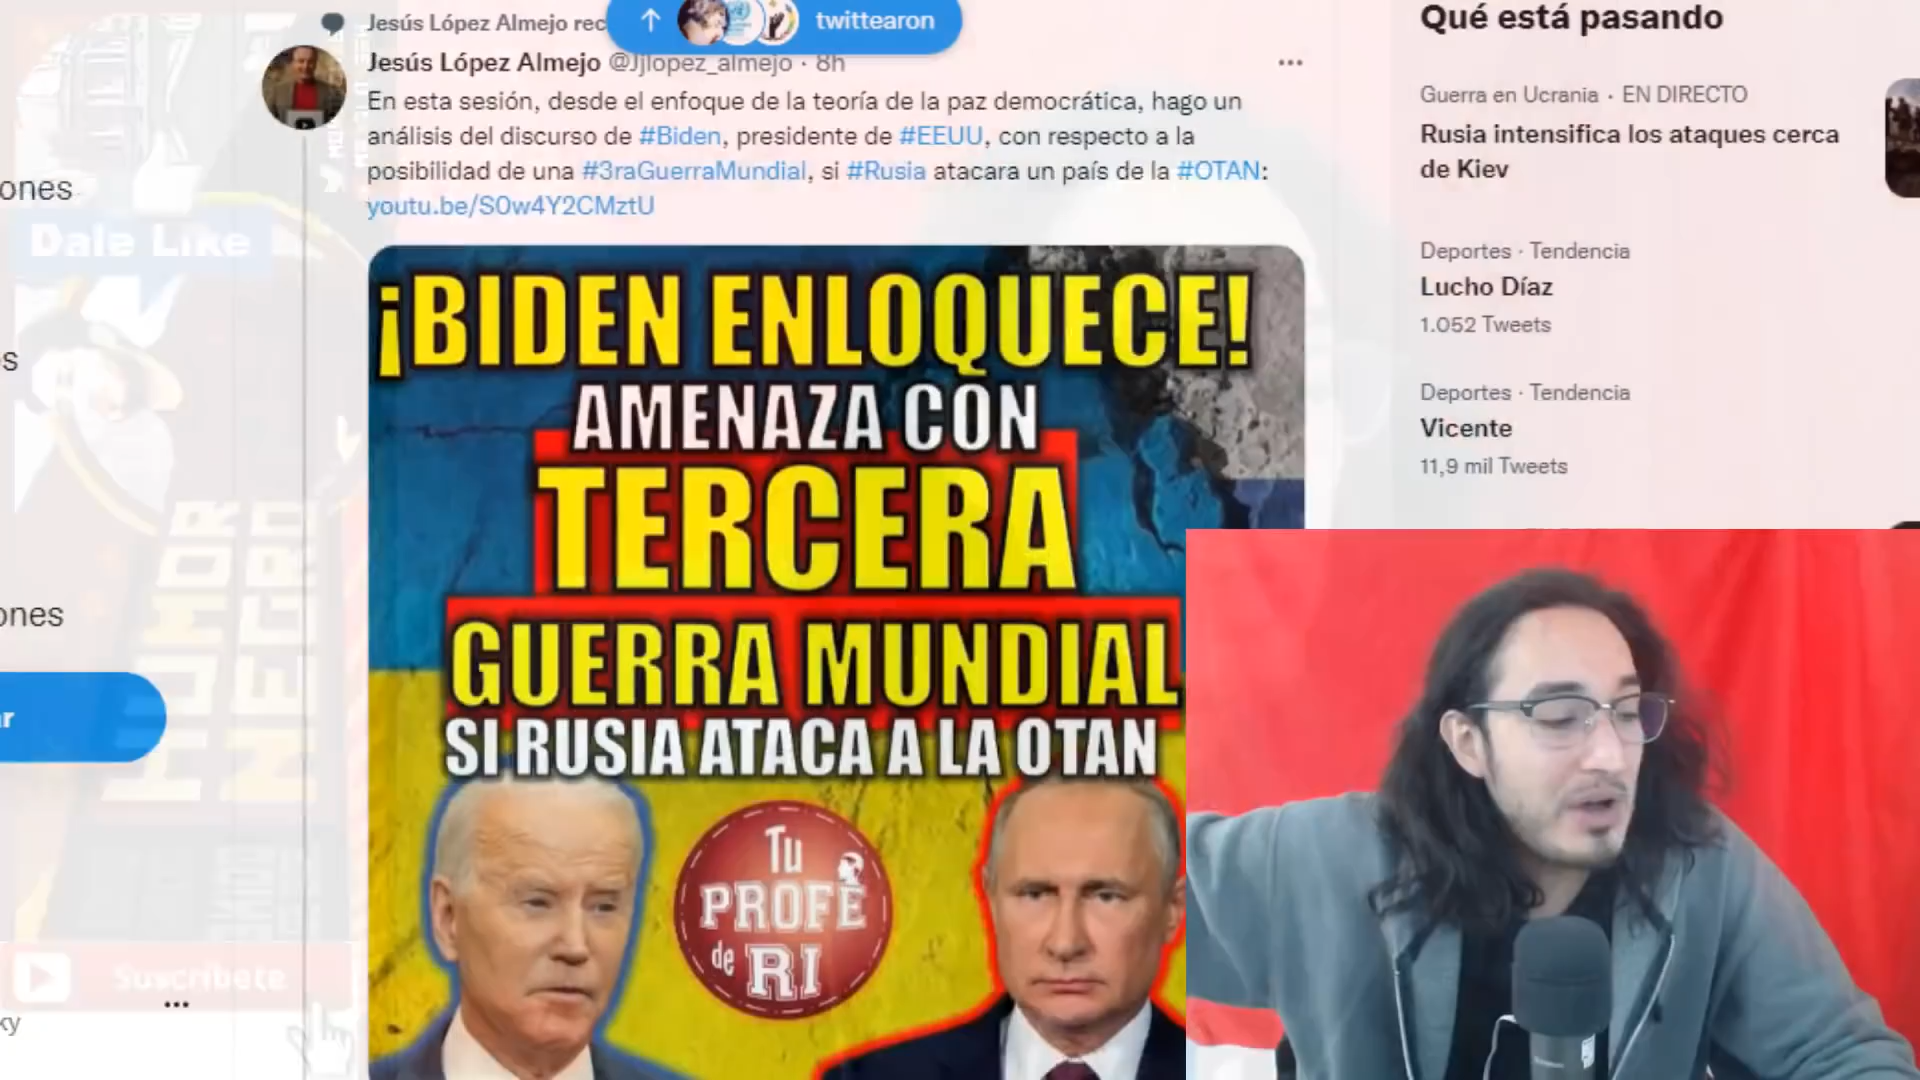 Jesús López Almejo rec
twittearon
Jesús López Almejo @Jjlopez_almejo · 8h
En esta sesión, desde el enfoque de la teoría de la paz democrática, hago un
análisis del discurso de #Biden, presidente de #EEUU, con respecto a la
posibilidad de una #3raGuerraMundial, si #Rusia atacara un país de la #OTAN:
youtu.be/S0w4Y2CMztU
¡BIDEN ENLOQUECE!
AMENAZA CON
TERCERA
GUERRA MUNDIAL
SI RUSIA ATACA A LA OTAN
Tu
PROFE
de RI
Qué está pasando
Guerra en Ucrania · EN DIRECTO
Rusia intensifica los ataques cerca
de Kiev
Deportes · Tendencia
Lucho Díaz
1.052 Tweets
Deportes · Tendencia
Vicente
11,9 mil Tweets
ones
Dale Like
s
ones
r
HUMOR
NEGRO
Suscríbete
ky